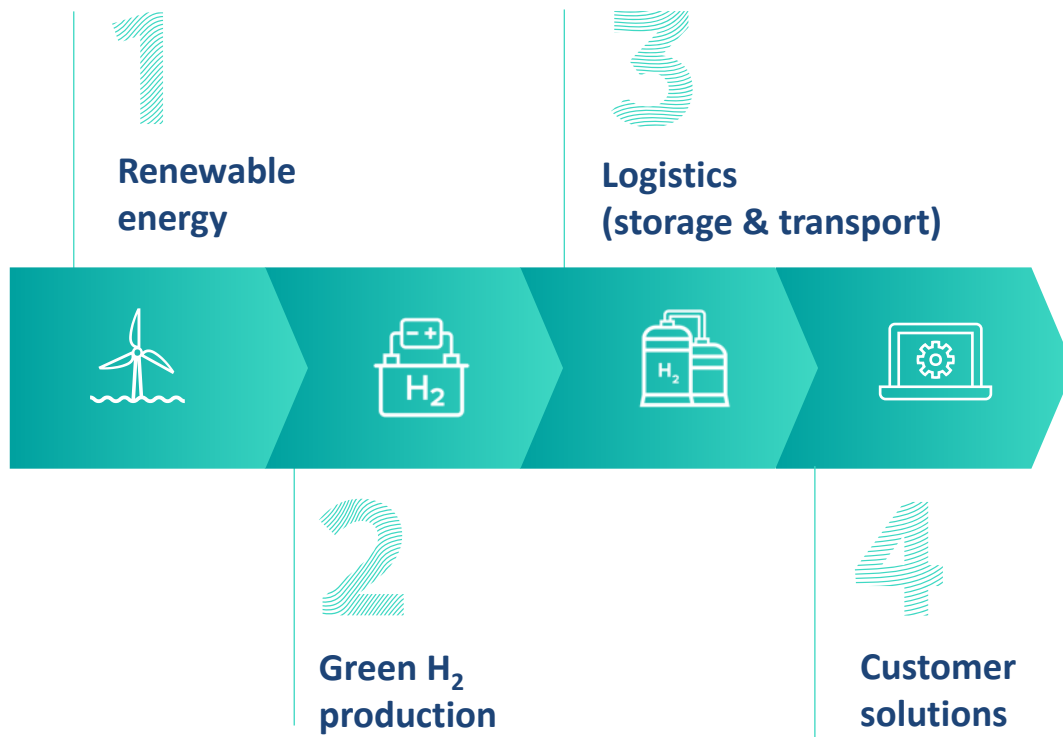 1
Renewable
energy
3
Logistics
(storage & transport)
- +
H₂
H₂
2
Green H₂
production
4
Customer
solutions